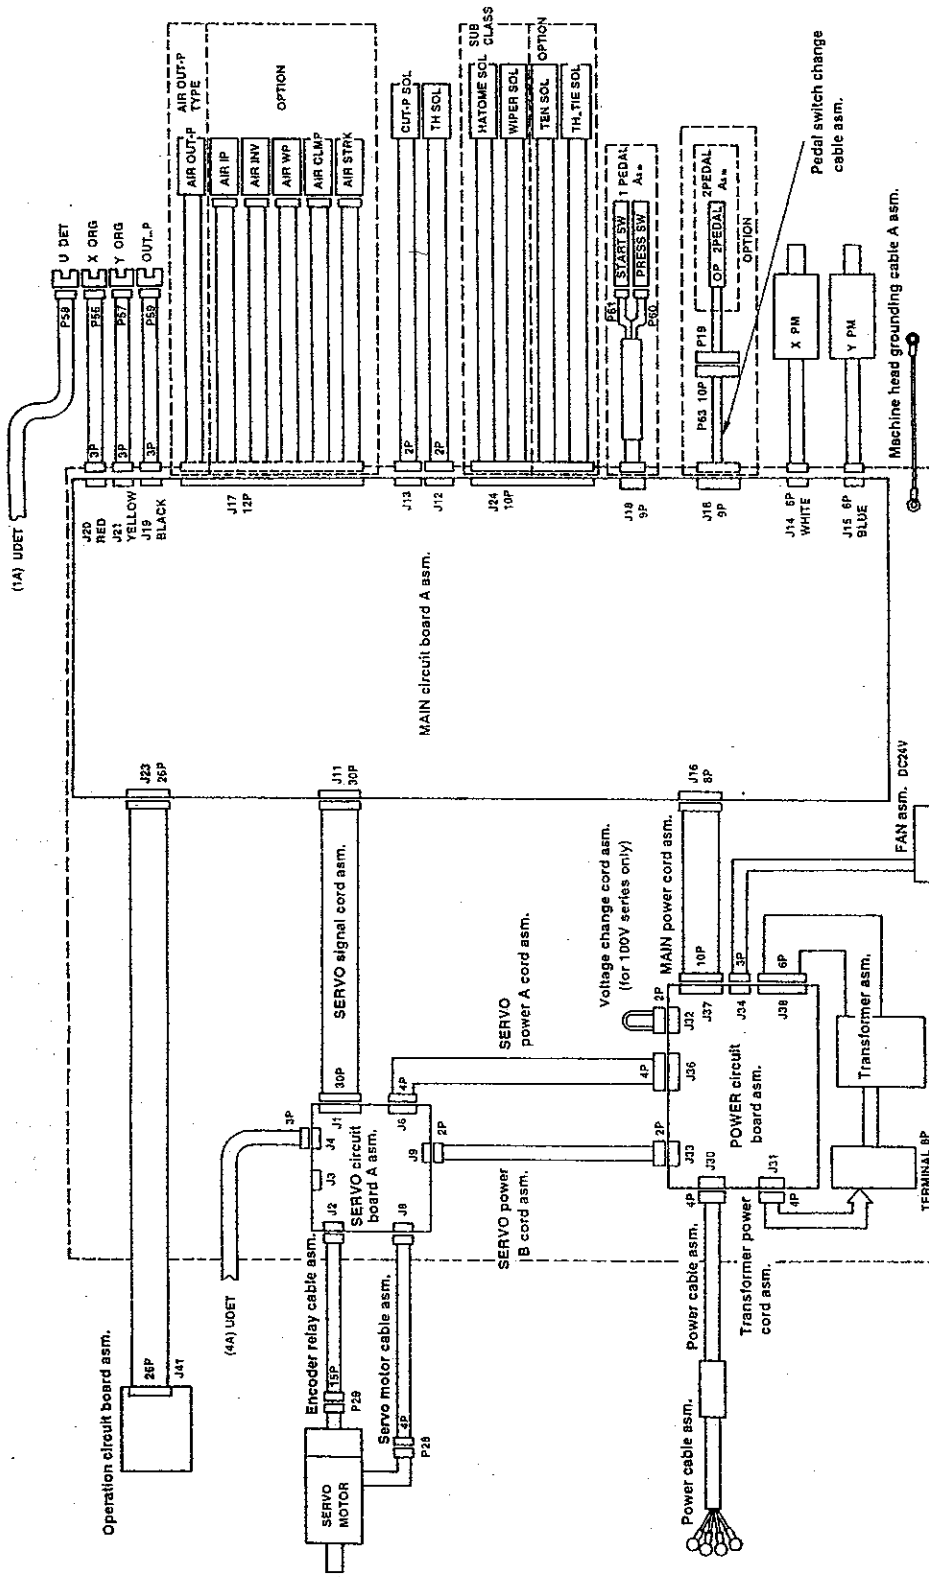 (1A) UDET
P58
U DET
P56
X ORG
P57
Y ORG
P59
OUT_P
3P
3P
3P
J20
RED
J21
YELLOW
J19
BLACK
AIR OUT-P
TYPE
AIR OUT-P
OPTION
AIR IP
AIR INV
AIR WP
AIR CLMP
AIR STRK
J17
12P
CUT-P SOL
TH SOL
2P
2P
J13
J12
SUB
CLASS
HATOME SOL
WIPER SOL
OPTION
TEN SOL
TH, TIE SOL
J24
10P
1 PEDAL
Asm
START SW
PRESS SW
P61
P60
J18
9P
2PEDAL
Asm
OP 2PEDAL
OPTION
P19
P63 10P
J18
9P
Pedal switch change
cable asm.
X PM
J14 6P
WHITE
Y PM
J15 6P
BLUE
Machine head grounding cable A asm.
MAIN circuit board A asm.
J23
26P
J11
30P
J16
8P
Operation circuit board asm.
26P
J41
SERVO signal cord asm.
30P
J1
3P
J4
J3
J2
SERVO circuit
board A asm.
J6
4P
J9
2P
J8
(4A) UDET
Encoder relay cable asm.
15P
P29
Servo motor cable asm.
4P
P28
SERVO
MOTOR
SERVO
power A cord asm.
4P
J36
SERVO power
B cord asm.
2P
J33
Voltage change cord asm.
(for 100V series only)
2P
J32
MAIN power cord asm.
10P
J37
3P
J34
6P
J38
FAN asm. DC24V
POWER circuit
board asm.
J30
4P
J31
4P
Power cable asm.
Power cable asm.
Transformer power
cord asm.
Transformer asm.
TERMINAL 8P